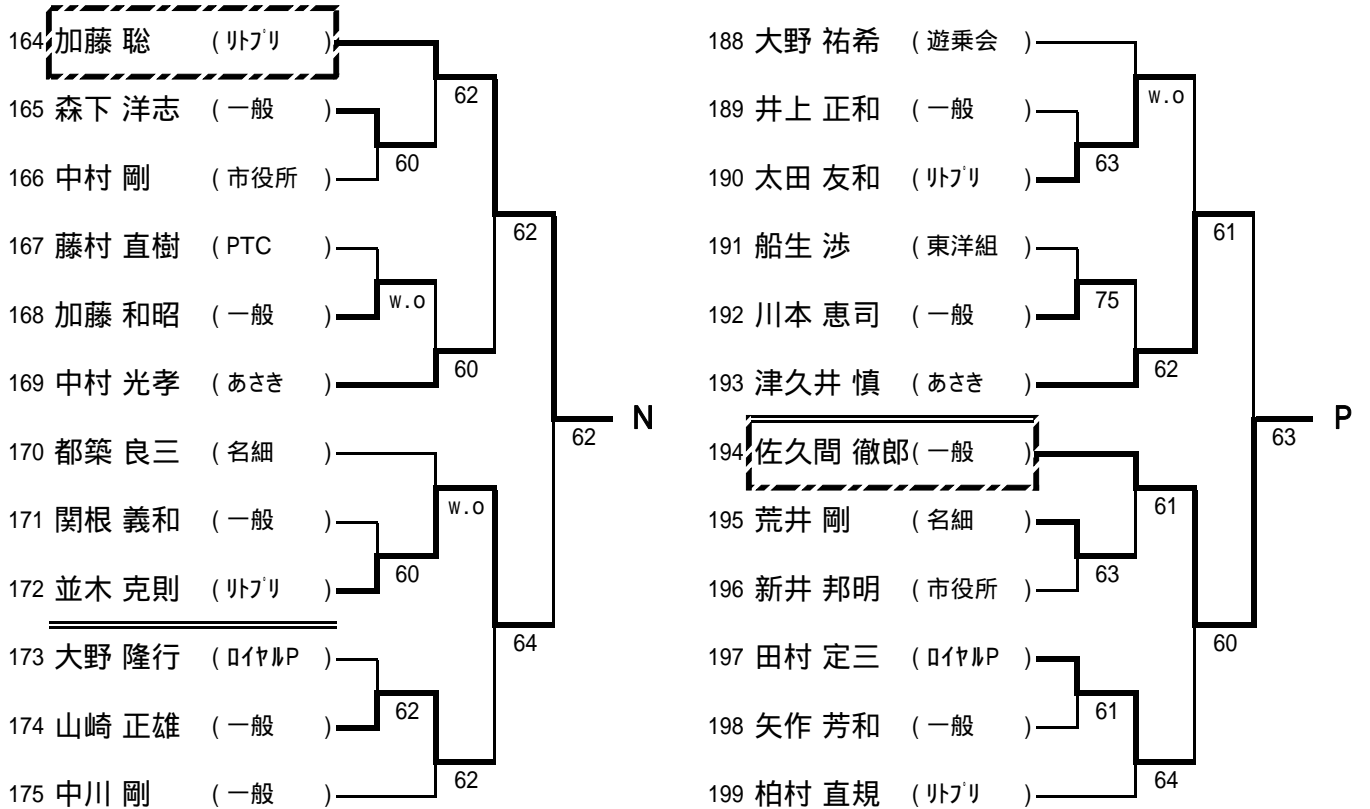 164 加藤 聡 ( ﾘﾄﾌﾟﾘ )
62
165 森下 洋志 ( 一般 )
60
166 中村 剛 ( 市役所 )
62
167 藤村 直樹 ( PTC )
w.o
168 加藤 和昭 ( 一般 )
60
169 中村 光孝 ( あさき )
62 N
170 都築 良三 ( 名細 )
w.o
171 関根 義和 ( 一般 )
60
172 並木 克則 ( ﾘﾄﾌﾟﾘ )
64
173 大野 隆行 ( ﾛｲﾔﾙP )
62
174 山崎 正雄 ( 一般 )
62
175 中川 剛 ( 一般 )
188 大野 祐希 ( 遊乗会 )
w.o
189 井上 正和 ( 一般 )
63
190 太田 友和 ( ﾘﾄﾌﾟﾘ )
61
191 船生 渉 ( 東洋組 )
75
192 川本 恵司 ( 一般 )
62
193 津久井 慎 ( あさき )
63 P
194 佐久間 徹郎( 一般 )
61
195 荒井 剛 ( 名細 )
63
196 新井 邦明 ( 市役所 )
60
197 田村 定三 ( ﾛｲﾔﾙP )
61
198 矢作 芳和 ( 一般 )
64
199 柏村 直規 ( ﾘﾄﾌﾟﾘ )